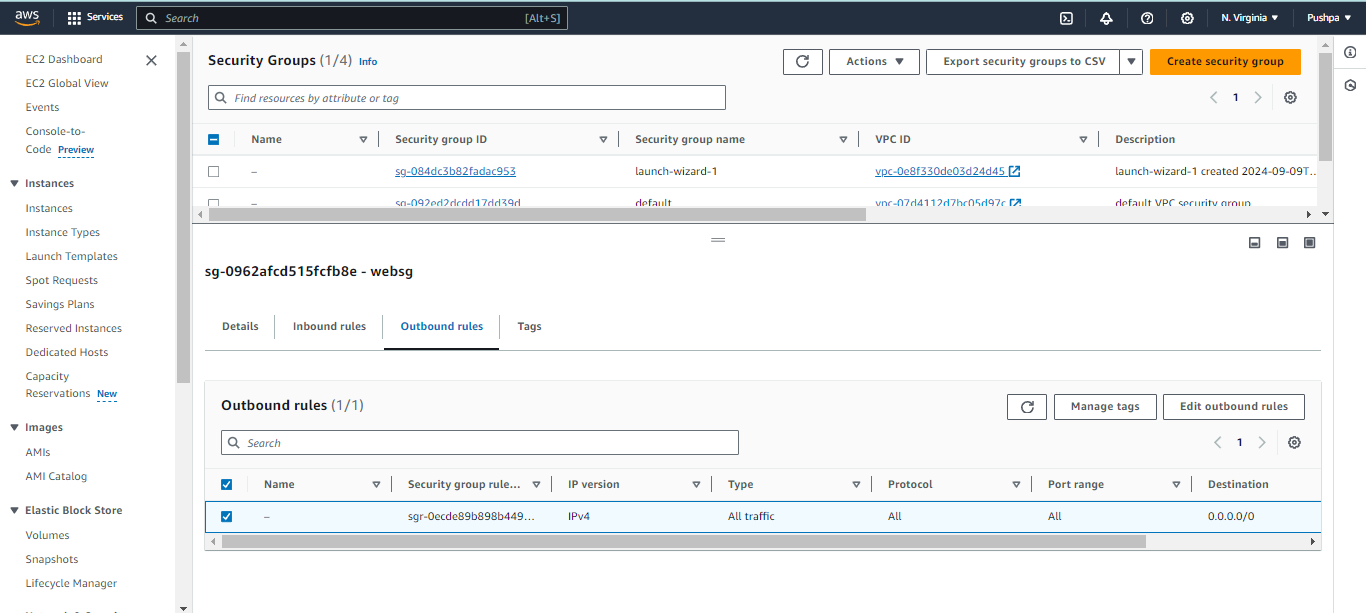 aws
Services
Search [Alt+S]
N. Virginia
Pushpa
EC2 Dashboard
EC2 Global View
Events
Console-to-
Code Preview
Instances
Instances
Instance Types
Launch Templates
Spot Requests
Savings Plans
Reserved Instances
Dedicated Hosts
Capacity
Reservations New
Images
AMIs
AMI Catalog
Elastic Block Store
Volumes
Snapshots
Lifecycle Manager
Security Groups (1/4) Info
Actions
Export security groups to CSV
Create security group
Find resources by attribute or tag
1
Name Security group ID Security group name VPC ID Description
– sg-084dc3b82fadac953 launch-wizard-1 vpc-0e8f330de03d24d45 launch-wizard-1 created 2024-09-09T...
– sg-092ed2dcdd17dd39d default vpc-07d4112d7bc05d97c default VPC security group
sg-0962afcd515fcfb8e - websg
Details
Inbound rules
Outbound rules
Tags
Outbound rules (1/1)
Manage tags
Edit outbound rules
Search
1
Name Security group rule... IP version Type Protocol Port range Destination
– sgr-0ecde89b898b449... IPv4 All traffic All All 0.0.0.0/0